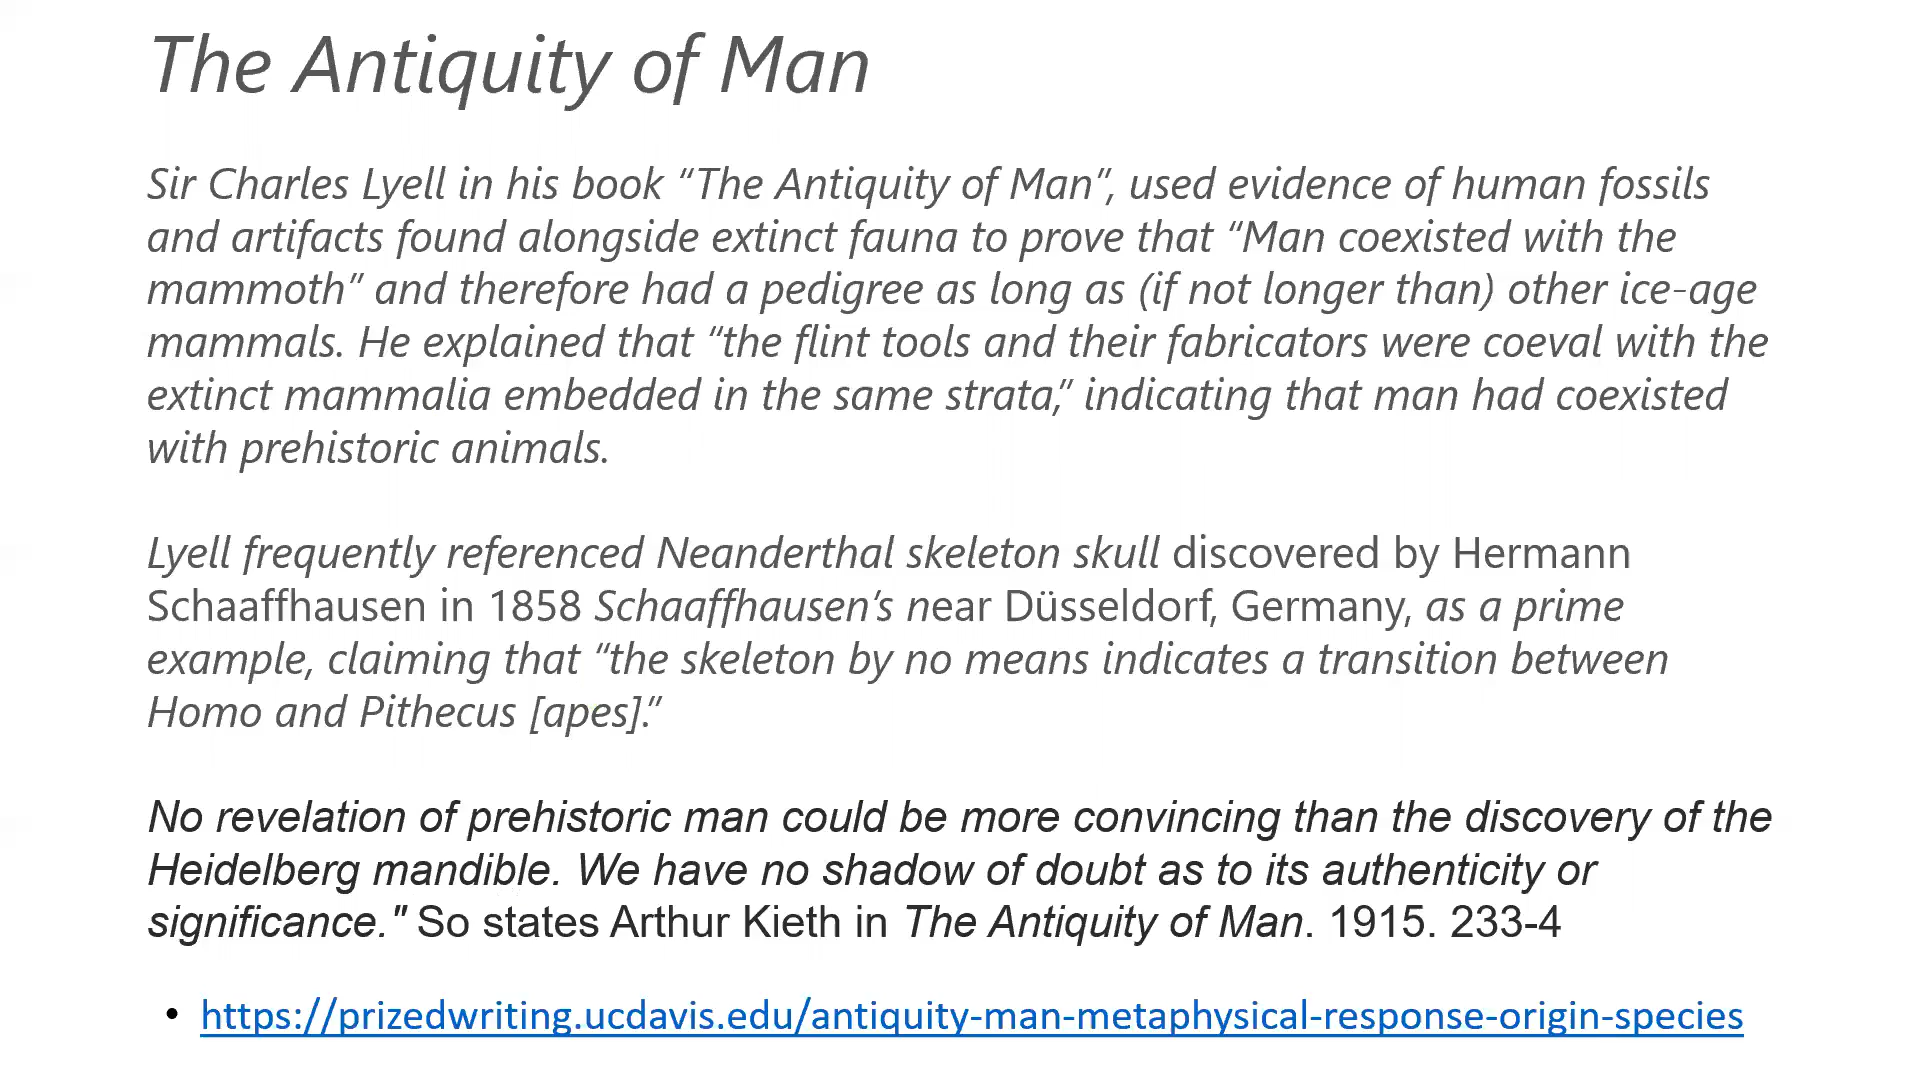 The Antiquity of Man
Sir Charles Lyell in his book “The Antiquity of Man”, used evidence of human fossils
and artifacts found alongside extinct fauna to prove that “Man coexisted with the
mammoth” and therefore had a pedigree as long as (if not longer than) other ice-age
mammals. He explained that “the flint tools and their fabricators were coeval with the
extinct mammalia embedded in the same strata,” indicating that man had coexisted
with prehistoric animals.
Lyell frequently referenced Neanderthal skeleton skull discovered by Hermann
Schaaffhausen in 1858 Schaaffhausen’s near Düsseldorf, Germany, as a prime
example, claiming that “the skeleton by no means indicates a transition between
Homo and Pithecus [apes].”
No revelation of prehistoric man could be more convincing than the discovery of the
Heidelberg mandible. We have no shadow of doubt as to its authenticity or
significance." So states Arthur Kieth in The Antiquity of Man. 1915. 233-4
• https://prizedwriting.ucdavis.edu/antiquity-man-metaphysical-response-origin-species